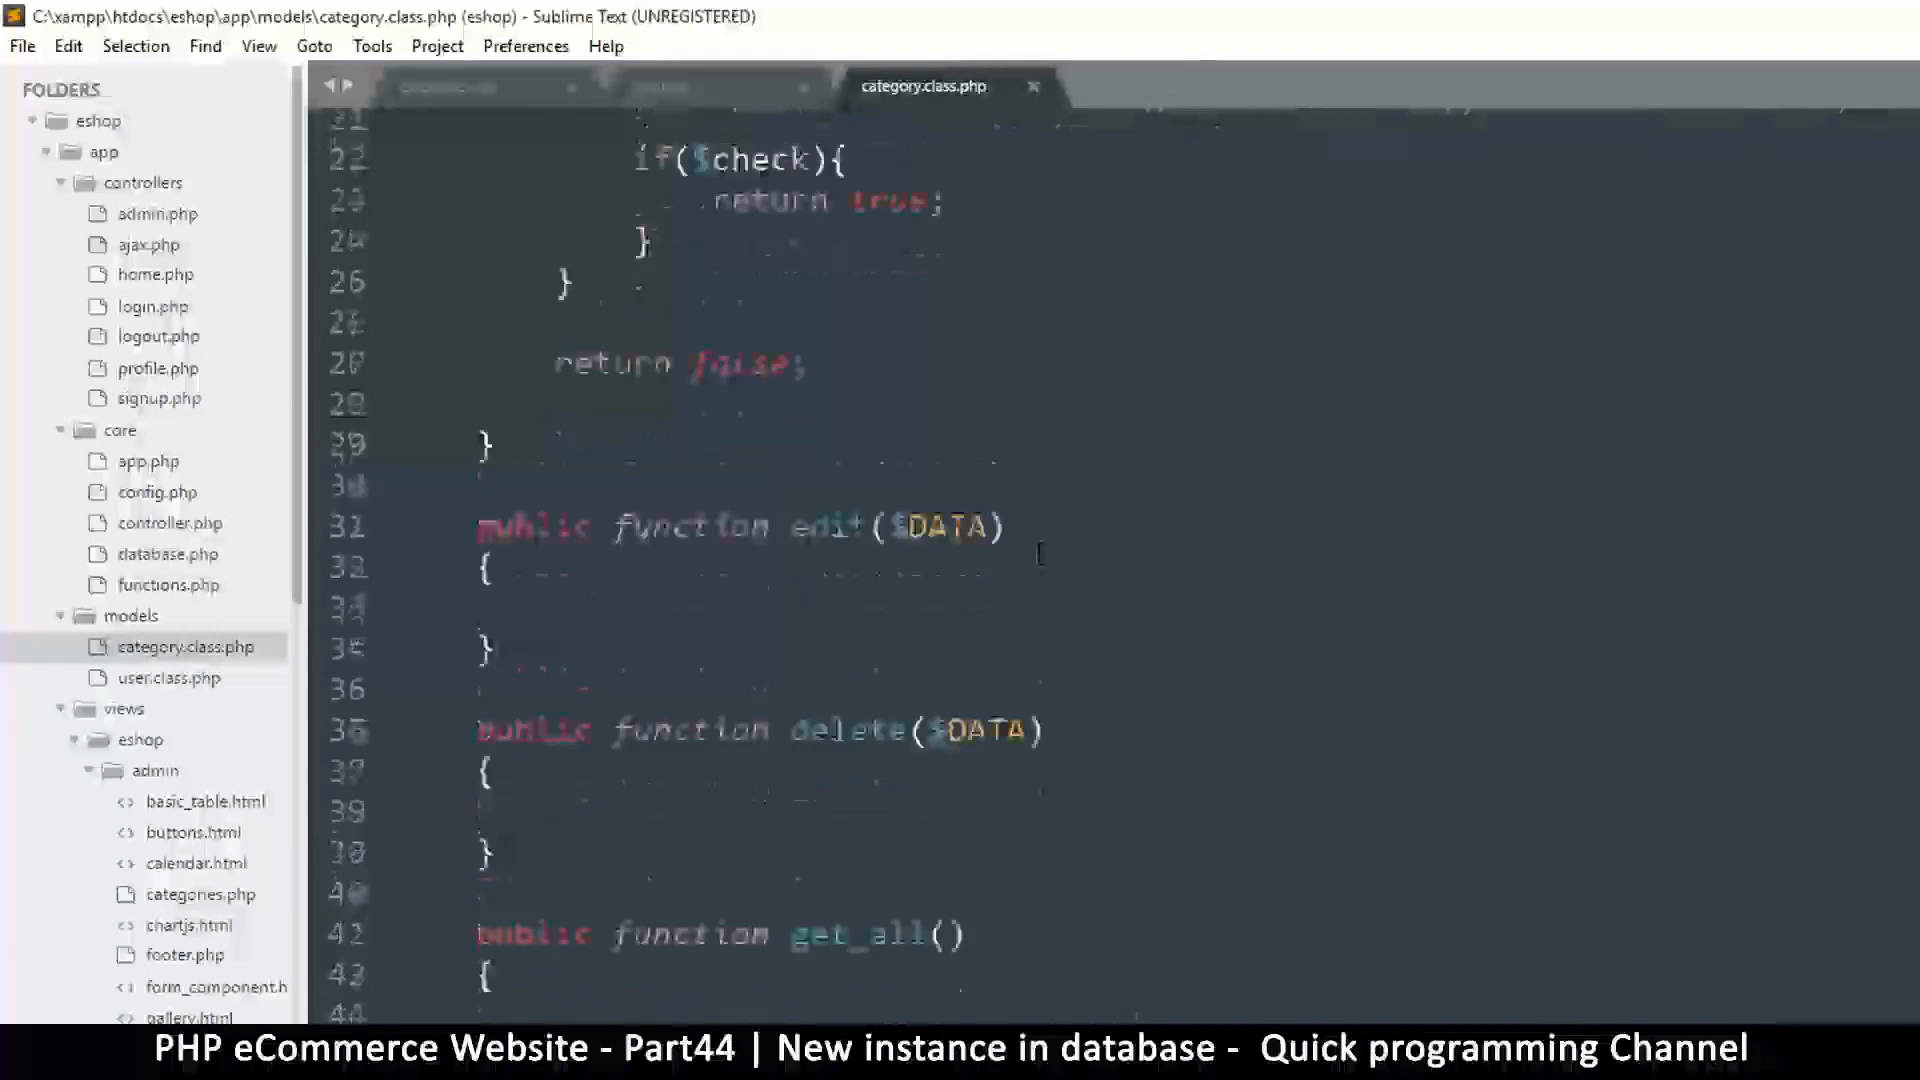 C:\xampp\htdocs\eshop\app\models\category.class.php (eshop) - Sublime Text (UNREGISTERED)
File Edit Selection Find View Goto Tools Project Preferences Help
FOLDERS
eshop
app
controllers
admin.php
ajax.php
home.php
login.php
logout.php
profile.php
signup.php
core
app.php
config.php
controller.php
database.php
functions.php
models
category.class.php
user.class.php
views
eshop
admin
basic_table.html
buttons.html
calendar.html
categories.php
chartjs.html
footer.php
form_component.h
gallery.html
category.class.php
22 if($check){
return true;
}
26 }
return false;
}
public function edit($DATA)
{
}
36
public function delete($DATA)
{
}
42 public function get_all()
43 {
44
PHP eCommerce Website - Part44 | New instance in database - Quick programming Channel